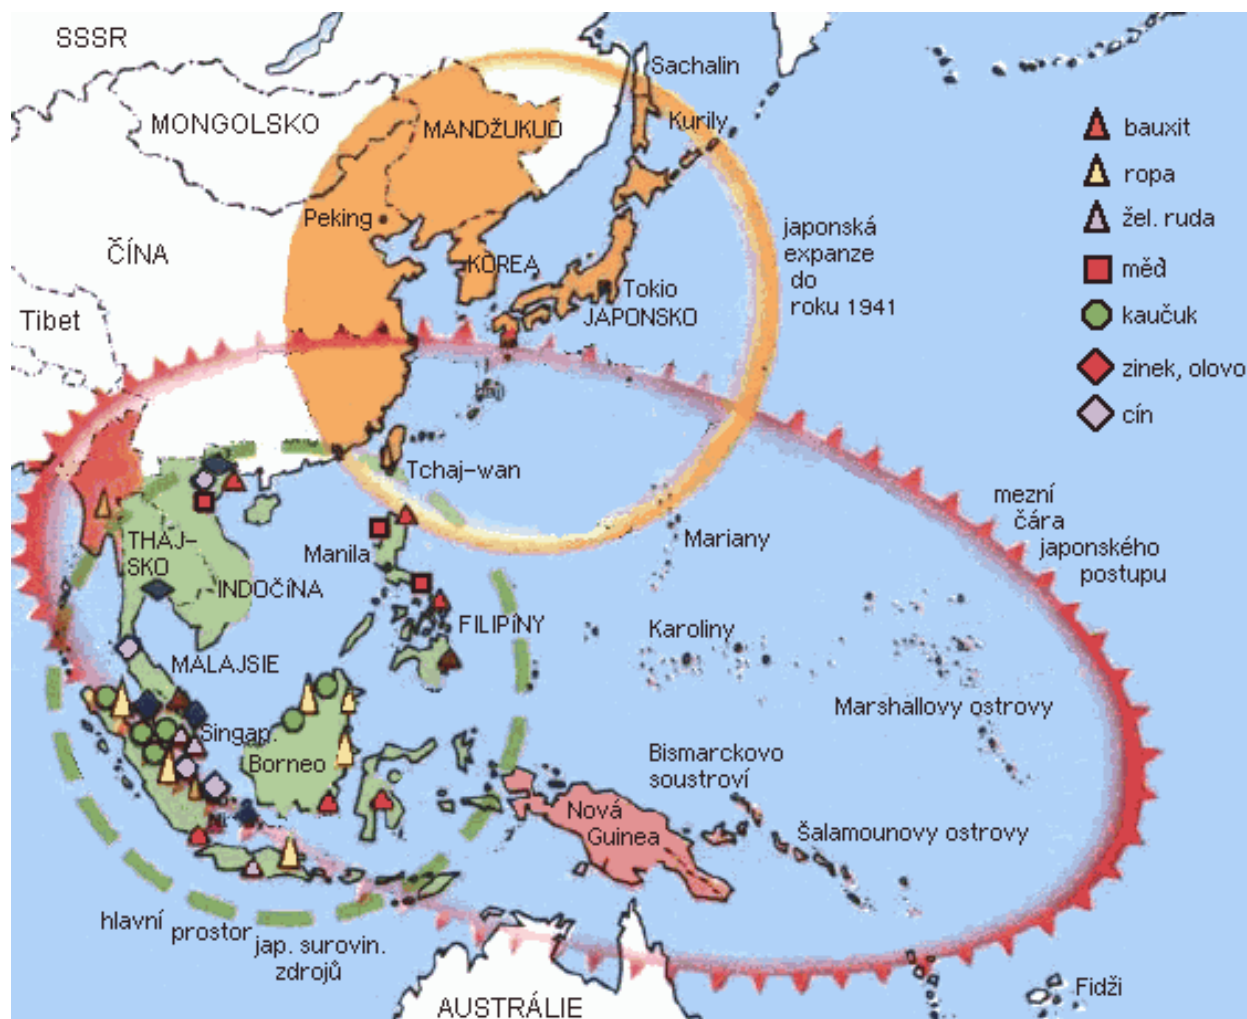 SSSR
Sachalin
MONGOLSKO
MANDŽUKUO
Kurily
bauxit
ropa
Peking
žel. ruda
ČÍNA
KOREA
japonská
expanze
do
roku 1941
měď
Tibet
Tokio
JAPONSKO
kaučuk
zinek, olovo
cín
Tchaj-wan
mezní
čára
japonského
postupu
Mariany
Manila
THAJ-
SKO
INDOČÍNA
FILIPÍNY
Karoliny
MALAJSIE
Marshallovy ostrovy
Singap.
Borneo
Bismarckovo
soustroví
Nová
Guinea
Šalamounovy ostrovy
hlavní prostor jap. surovin.
zdrojů
Fidži
AUSTRÁLIE